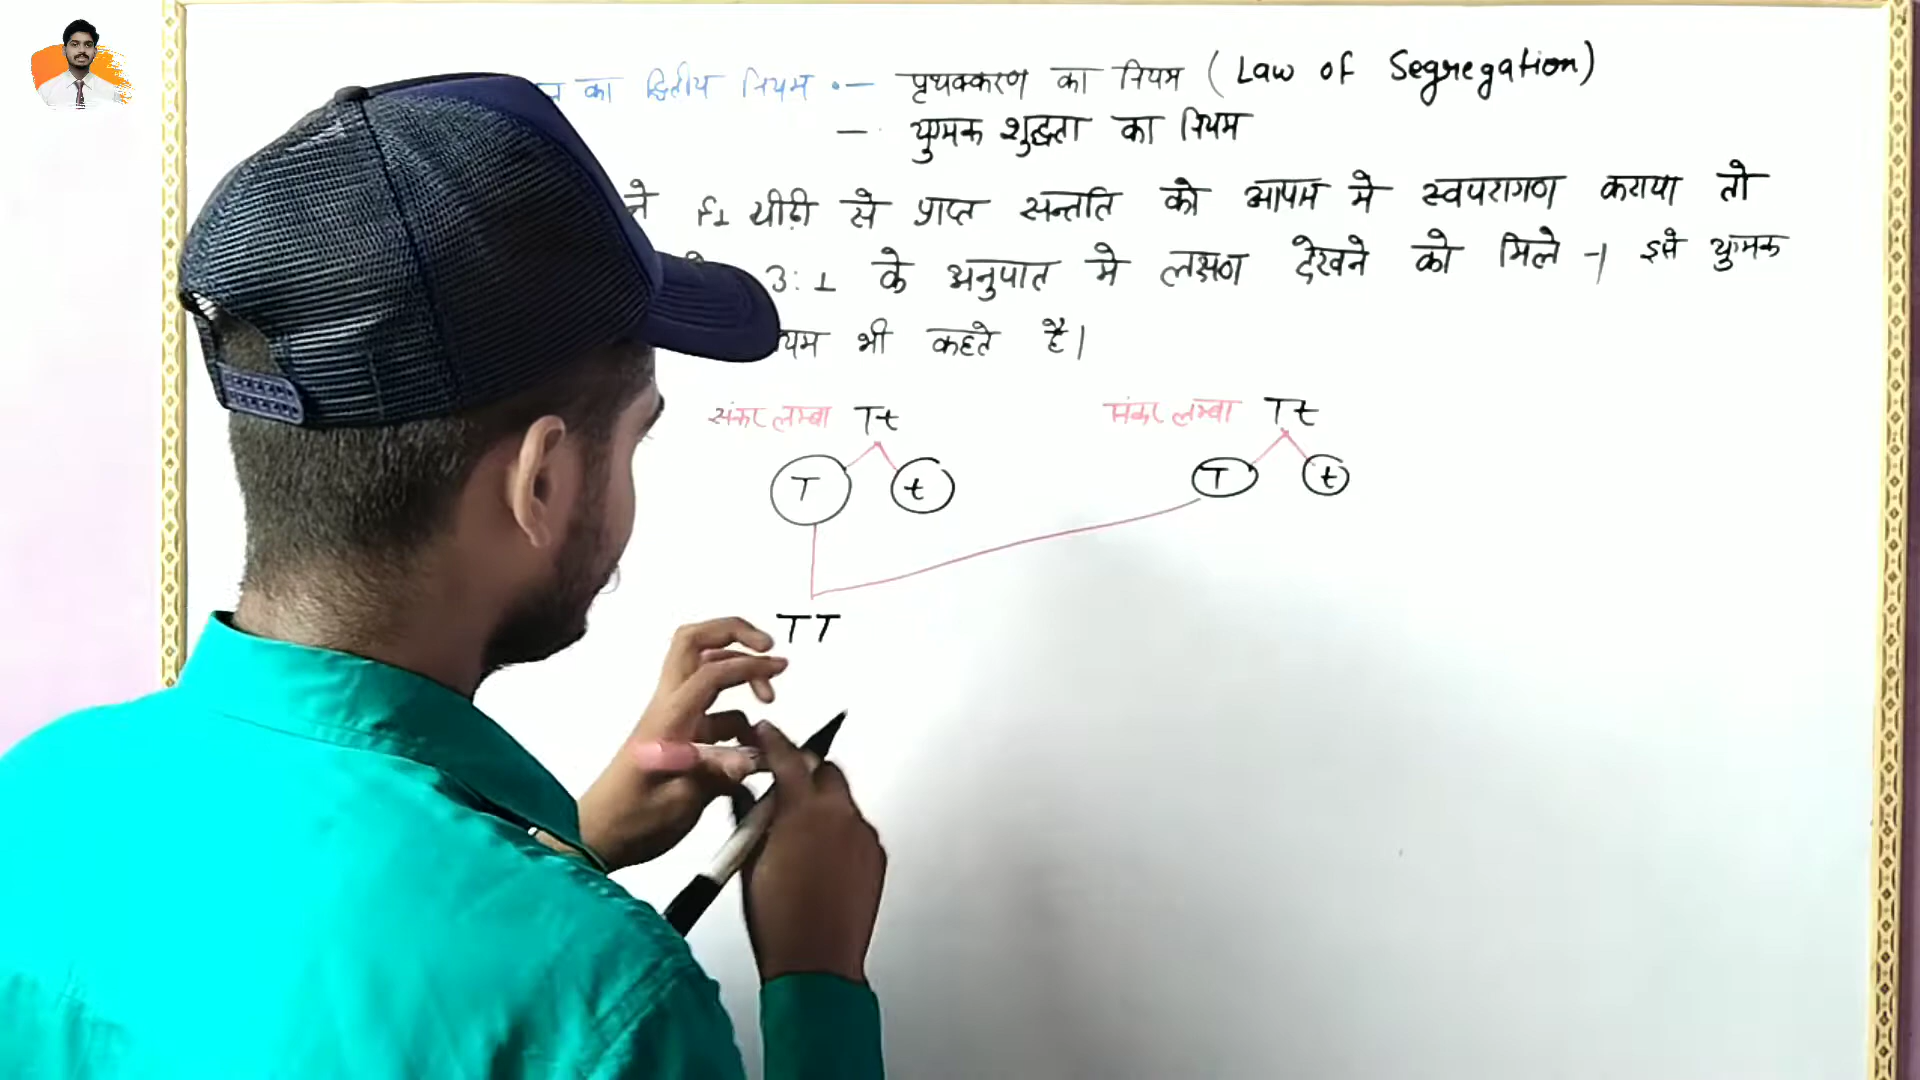 का द्वितीय नियम :- पृथक्करण का नियम ( Law of Segregation)
- युग्मक शुद्धता का नियम
ने F1 पीढ़ी से प्राप्त सन्तति को आपस मे स्वपरागण कराया तो
3:1 के अनुपात मे लक्षण देखने को मिले -। इसे युग्मक
यम भी कहते है।
संकर लम्बा Tt संकर लम्बा Tt
T t T t
TT